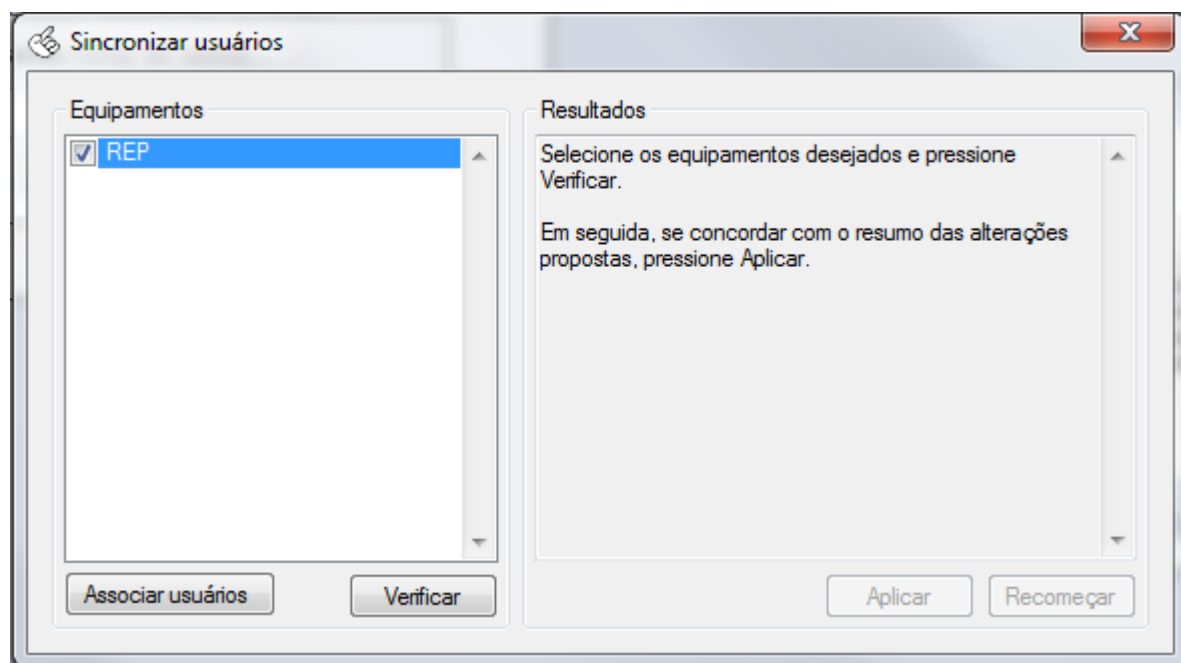 Sincronizar usuários
Equipamentos
REP
Associar usuários
Verificar
Resultados
Selecione os equipamentos desejados e pressione
Verificar.
Em seguida, se concordar com o resumo das alterações
propostas, pressione Aplicar.
Aplicar
Recomeçar